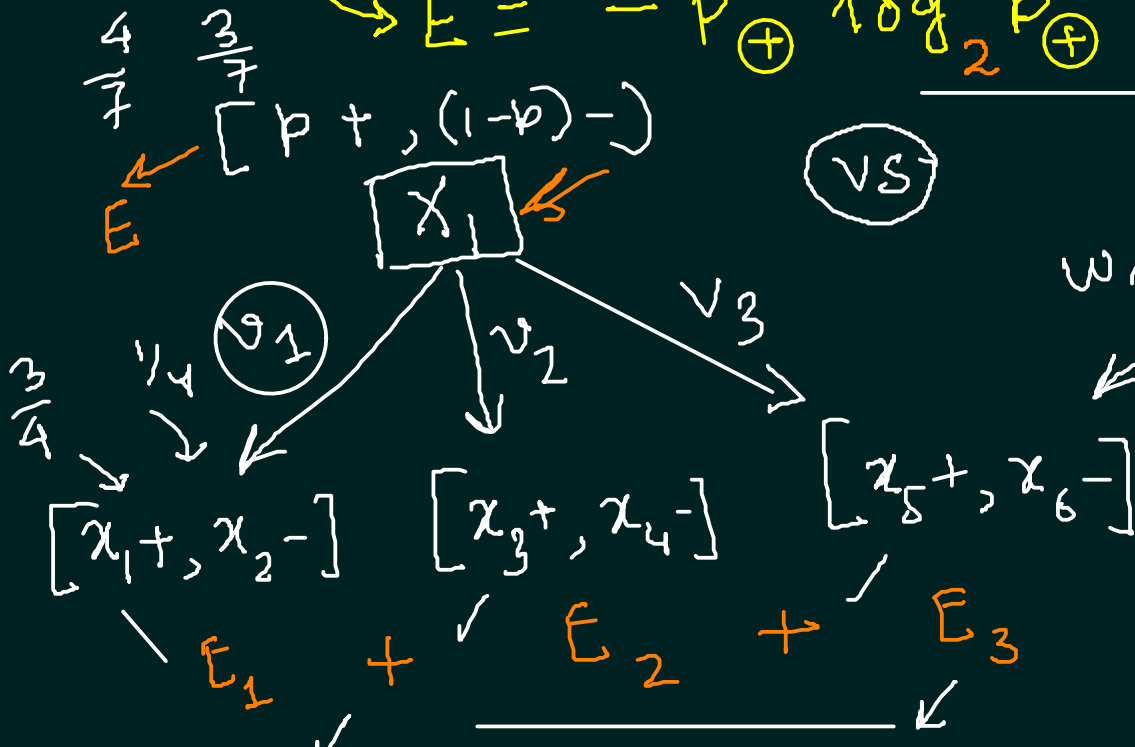 E = - P⊕ log₂ P⊕
4/7 3/7
[p+, (1-p)-]
E
X₁
VS
v₁ v₂ v₃
3/4 1/4
[x₁+, x₂-] [x₃+, x₄-] [x₅+, x₆-]
E₁ + E₂ + E₃